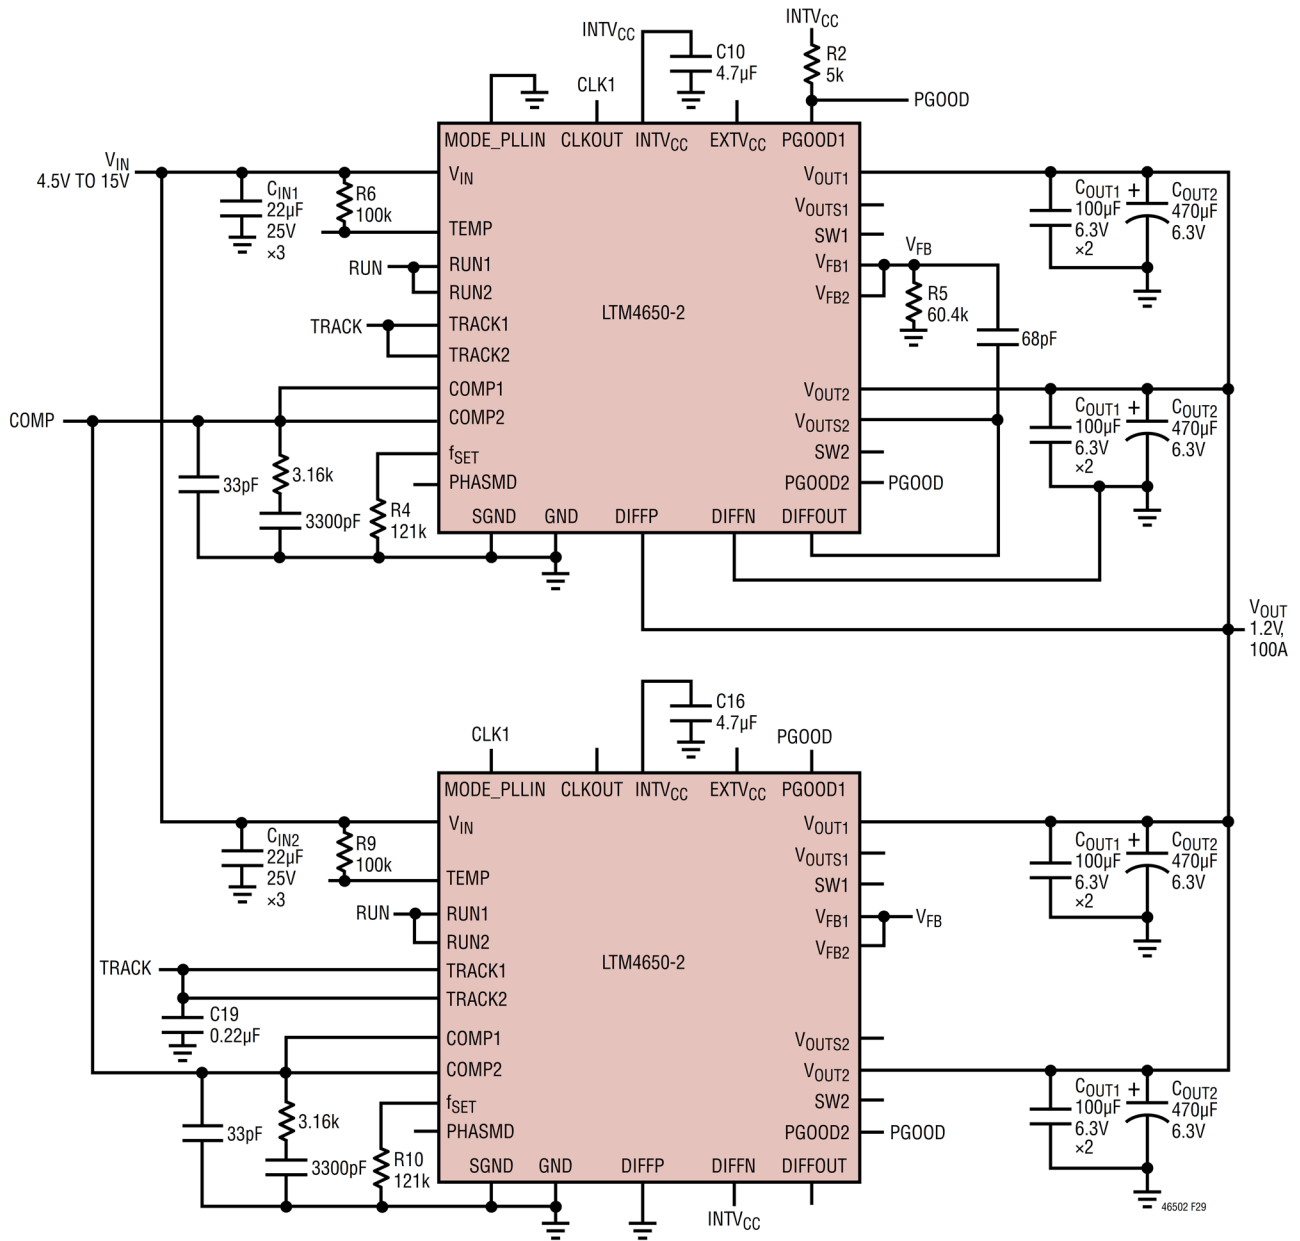 INTVCC
C10
4.7µF
CLK1
INTVCC
R2
5k
PGOOD
MODE_PLLIN
CLKOUT
INTVCC
EXTVCC
PGOOD1
VIN
4.5V TO 15V
CIN1
22µF
25V
×3
R6
100k
VIN
TEMP
RUN
RUN1
RUN2
TRACK
TRACK1
TRACK2
COMP
COMP1
COMP2
fSET
PHASMD
33pF
3.16k
3300pF
R4
121k
LTM4650-2
VOUT1
VOUTS1
SW1
VFB1
VFB2
VFB
R5
60.4k
68pF
VOUT2
VOUTS2
SW2
PGOOD2
PGOOD
SGND
GND
DIFFP
DIFFN
DIFFOUT
COUT1
100µF
6.3V
×2
+
COUT2
470µF
6.3V
COUT1
100µF
6.3V
×2
+
COUT2
470µF
6.3V
VOUT
1.2V,
100A
CLK1
C16
4.7µF
PGOOD
MODE_PLLIN
CLKOUT
INTVCC
EXTVCC
PGOOD1
CIN2
22µF
25V
×3
R9
100k
VIN
TEMP
RUN
RUN1
RUN2
TRACK
TRACK1
TRACK2
C19
0.22µF
COMP1
COMP2
fSET
PHASMD
33pF
3.16k
3300pF
R10
121k
LTM4650-2
VOUT1
VOUTS1
SW1
VFB1
VFB2
VFB
VOUTS2
VOUT2
SW2
PGOOD2
PGOOD
SGND
GND
DIFFP
DIFFN
DIFFOUT
INTVCC
COUT1
100µF
6.3V
×2
+
COUT2
470µF
6.3V
COUT1
100µF
6.3V
×2
+
COUT2
470µF
6.3V
46502 F29